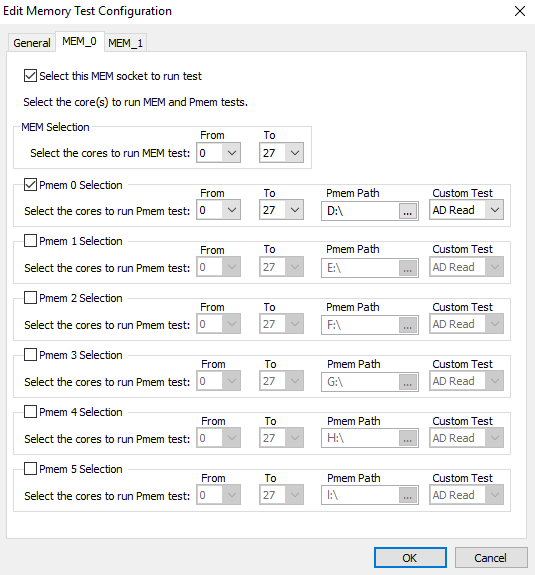 Edit Memory Test Configuration
General MEM_0 MEM_1
Select this MEM socket to run test
Select the core(s) to run MEM and Pmem tests.
MEM Selection
From To
Select the cores to run MEM test: 0 27
Pmem 0 Selection
From To Pmem Path Custom Test
Select the cores to run Pmem test: 0 27 D:\ ... AD Read
Pmem 1 Selection
From To Pmem Path Custom Test
Select the cores to run Pmem test: 0 27 E:\ ... AD Read
Pmem 2 Selection
From To Pmem Path Custom Test
Select the cores to run Pmem test: 0 27 F:\ ... AD Read
Pmem 3 Selection
From To Pmem Path Custom Test
Select the cores to run Pmem test: 0 27 G:\ ... AD Read
Pmem 4 Selection
From To Pmem Path Custom Test
Select the cores to run Pmem test: 0 27 H:\ ... AD Read
Pmem 5 Selection
From To Pmem Path Custom Test
Select the cores to run Pmem test: 0 27 I:\ ... AD Read
OK Cancel